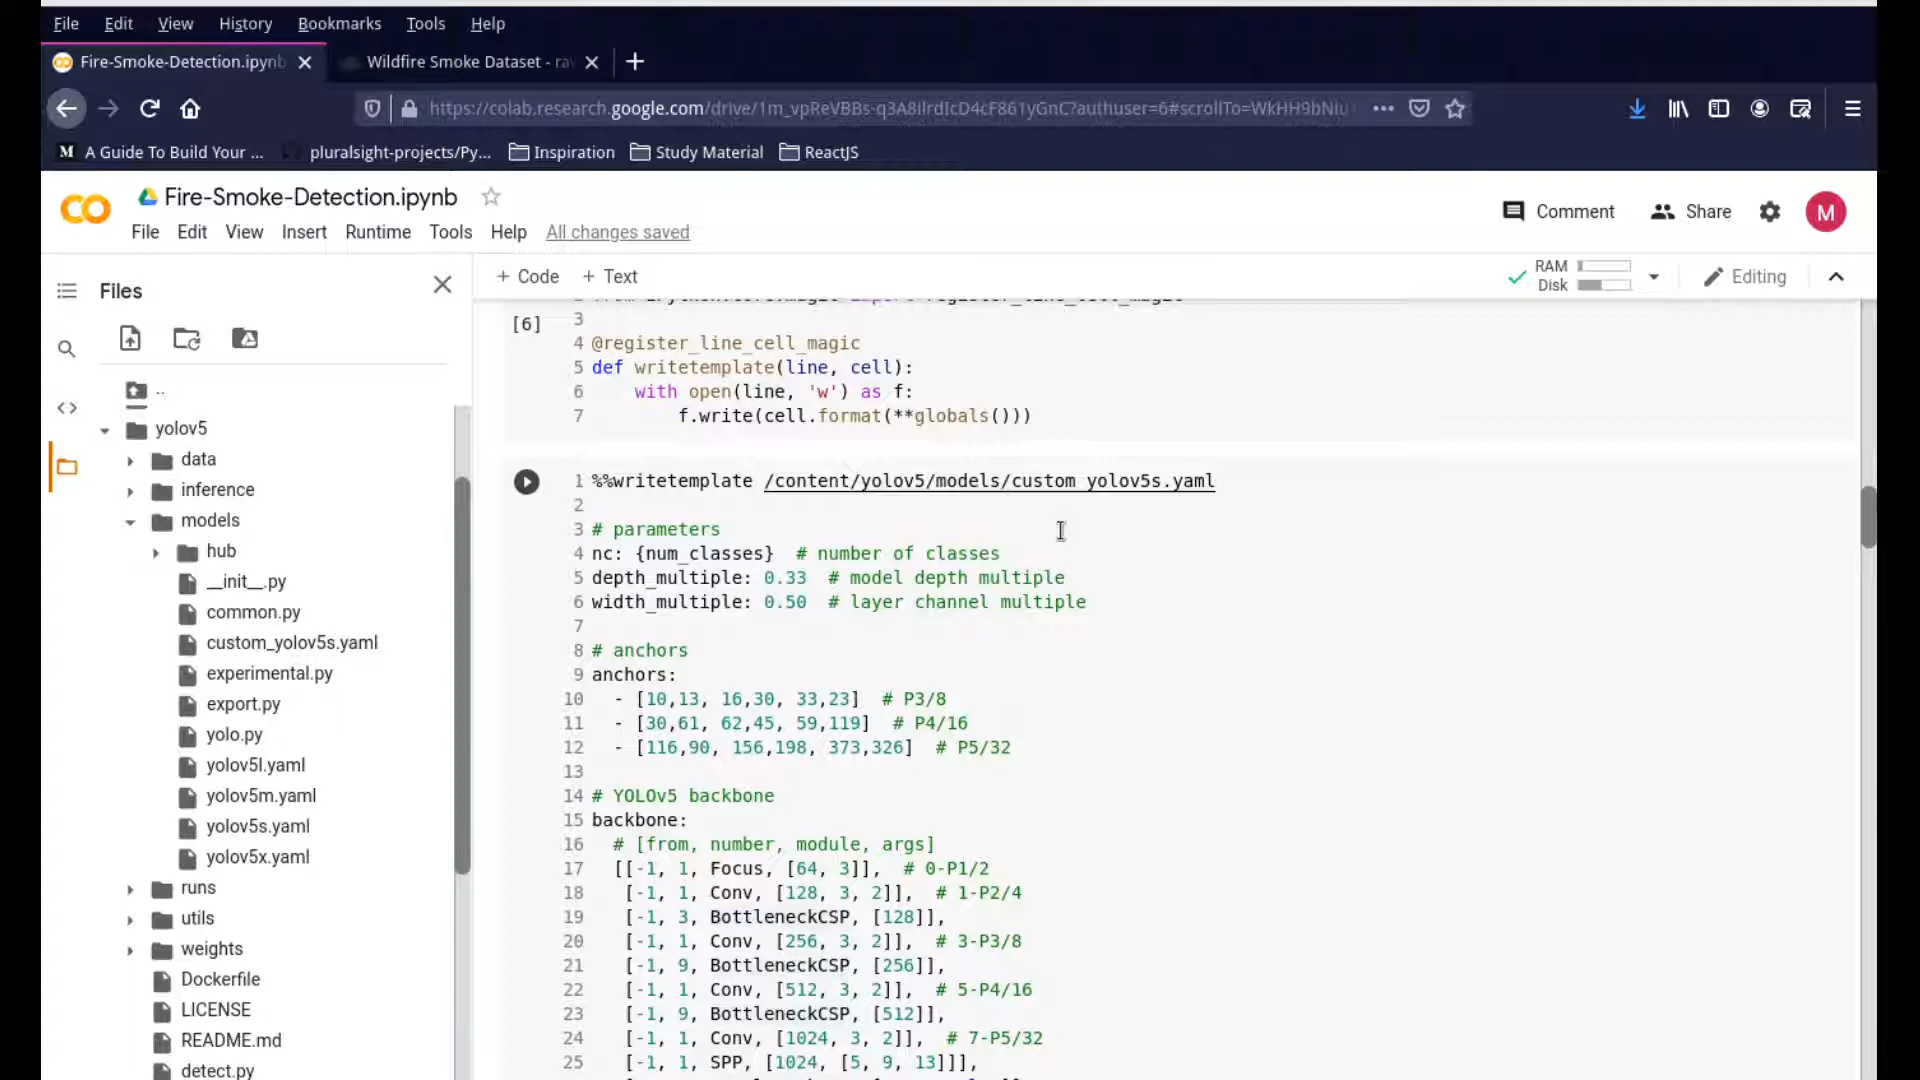 File Edit View History Bookmarks Tools Help
Fire-Smoke-Detection.ipynb
Wildfire Smoke Dataset - ra
https://colab.research.google.com/drive/1m_vpReVBBs-q3A8IlrdIcD4cF861yGnC?authuser=6#scrollTo=WkHH9bNlu
M A Guide To Build Your ... pluralsight-projects/Py... Inspiration Study Material ReactJS
Fire-Smoke-Detection.ipynb
Comment Share M
File Edit View Insert Runtime Tools Help All changes saved
Files
+ Code + Text
RAM
Disk
Editing
..
yolov5
data
inference
models
hub
__init__.py
common.py
custom_yolov5s.yaml
experimental.py
export.py
yolo.py
yolov5l.yaml
yolov5m.yaml
yolov5s.yaml
yolov5x.yaml
runs
utils
weights
Dockerfile
LICENSE
README.md
detect.py
[6]
3
4 @register_line_cell_magic
5 def writetemplate(line, cell):
6     with open(line, 'w') as f:
7         f.write(cell.format(**globals()))
1 %%writetemplate /content/yolov5/models/custom_yolov5s.yaml
2
3 # parameters
4 nc: {num_classes}  # number of classes
5 depth_multiple: 0.33  # model depth multiple
6 width_multiple: 0.50  # layer channel multiple
7
8 # anchors
9 anchors:
10   - [10,13, 16,30, 33,23]  # P3/8
11   - [30,61, 62,45, 59,119]  # P4/16
12   - [116,90, 156,198, 373,326]  # P5/32
13
14 # YOLOv5 backbone
15 backbone:
16   # [from, number, module, args]
17   [[-1, 1, Focus, [64, 3]],  # 0-P1/2
18    [-1, 1, Conv, [128, 3, 2]],  # 1-P2/4
19    [-1, 3, BottleneckCSP, [128]],
20    [-1, 1, Conv, [256, 3, 2]],  # 3-P3/8
21    [-1, 9, BottleneckCSP, [256]],
22    [-1, 1, Conv, [512, 3, 2]],  # 5-P4/16
23    [-1, 9, BottleneckCSP, [512]],
24    [-1, 1, Conv, [1024, 3, 2]],  # 7-P5/32
25    [-1, 1, SPP, [1024, [5, 9, 13]]],